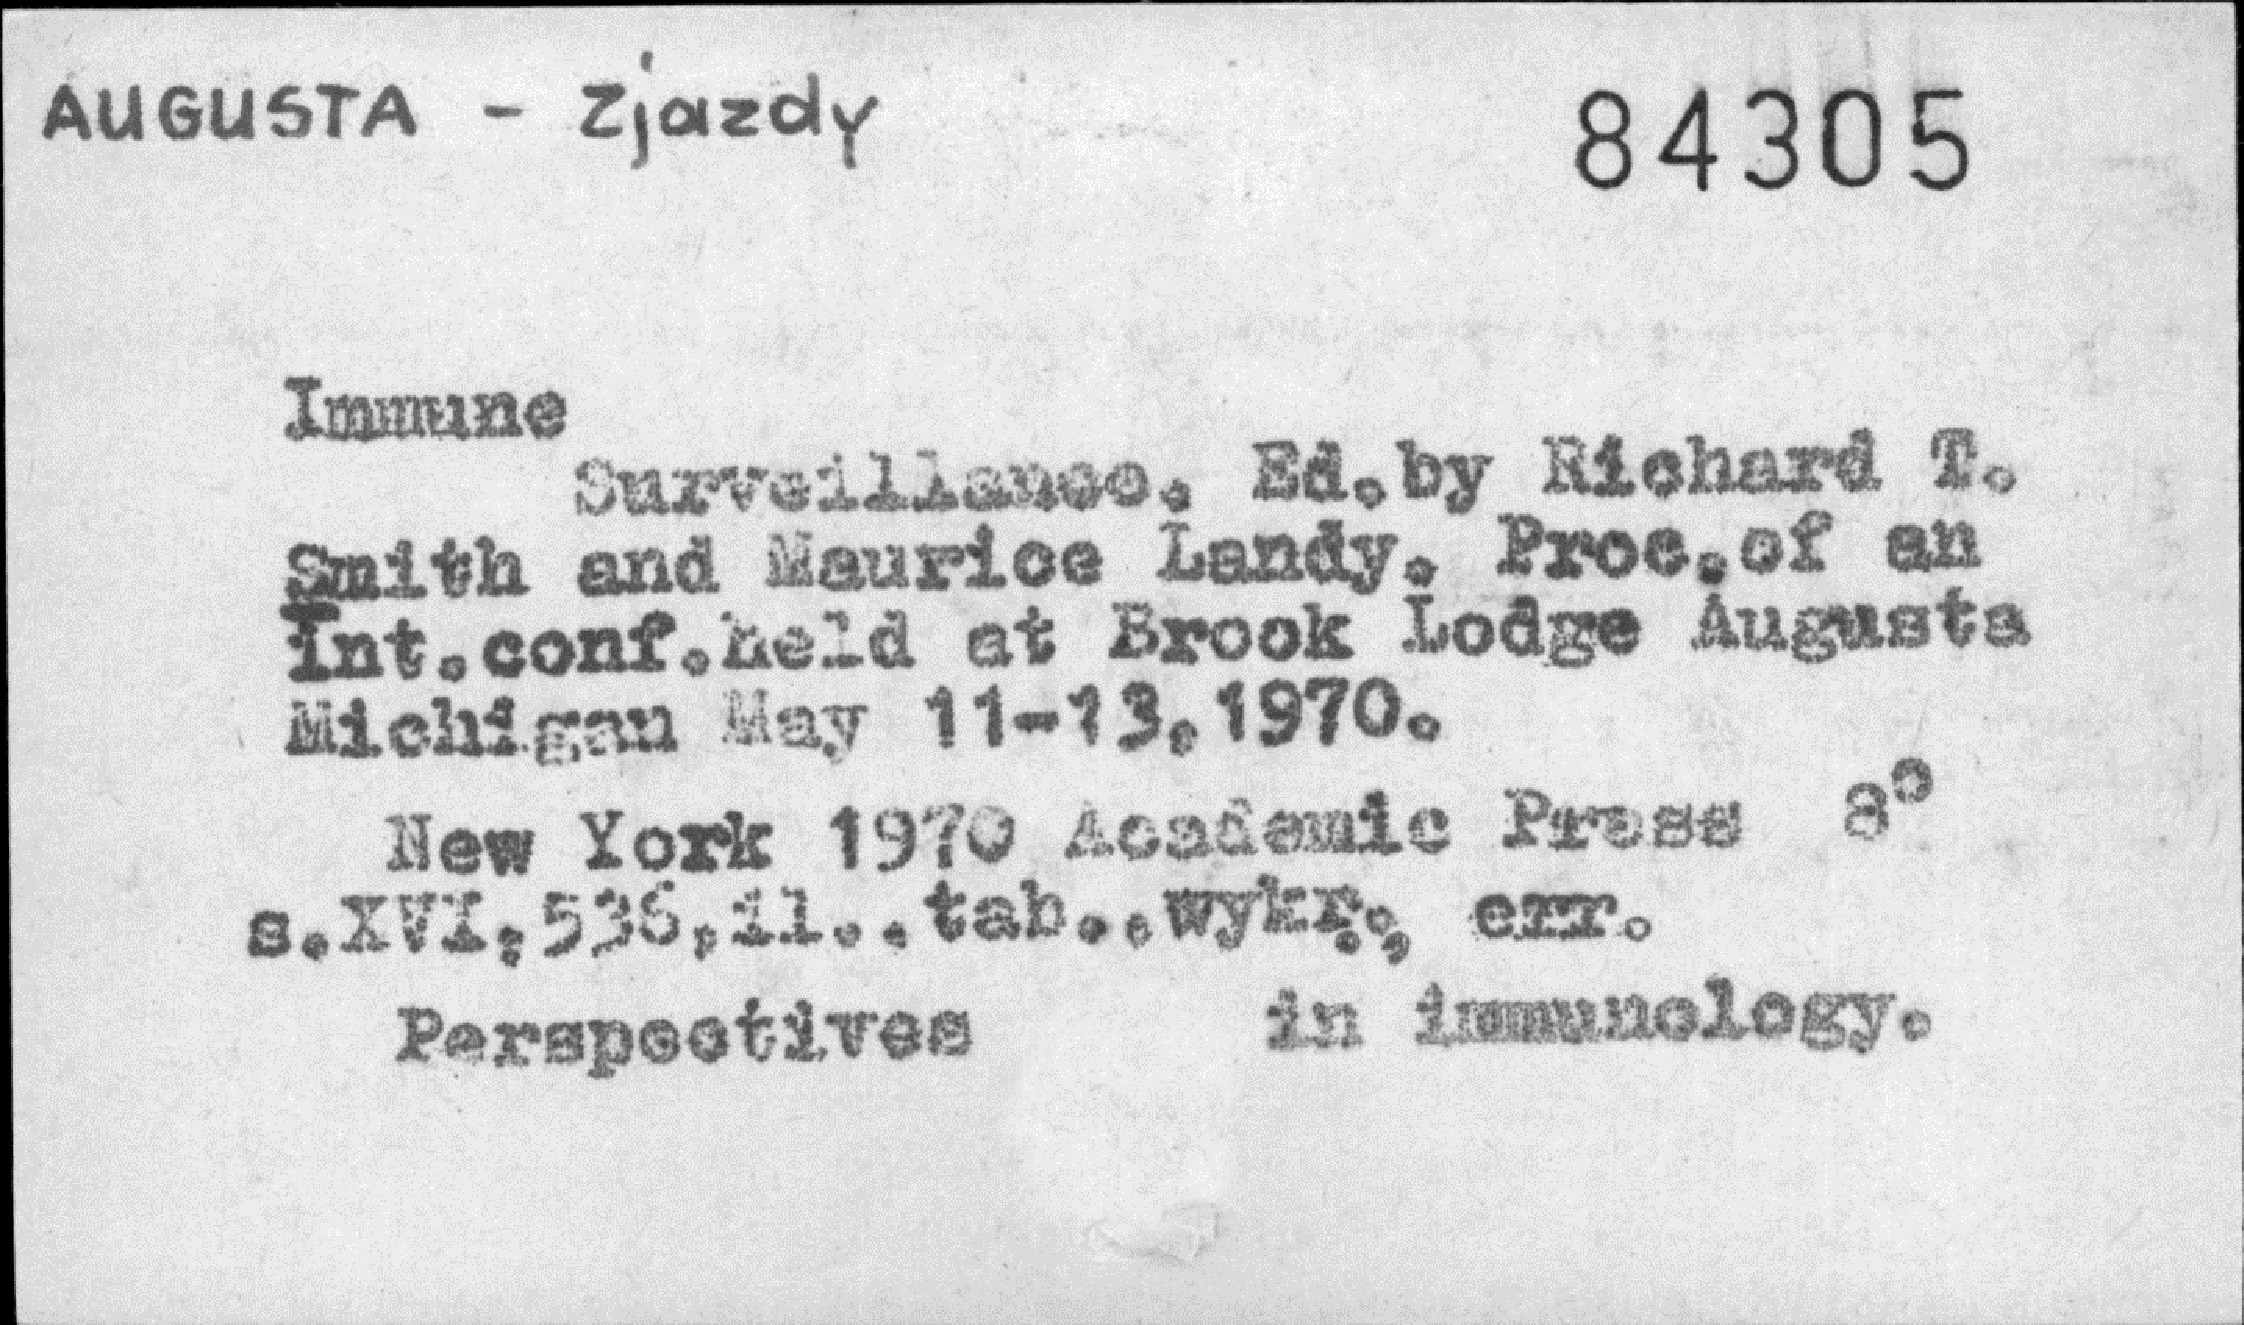 AUGUSTA - Zjazdy
84305
Immune
Surveillance. Ed.by Richard T.
Smith and Maurice Landy. Proc.of an
Int.conf.held at Brook Lodge Augusta
Michigan May 11-13,1970.
New York 1970 Academic Press 8°
s.XVI,536,il..tab..wykr., err.
Perspectives in immunology.